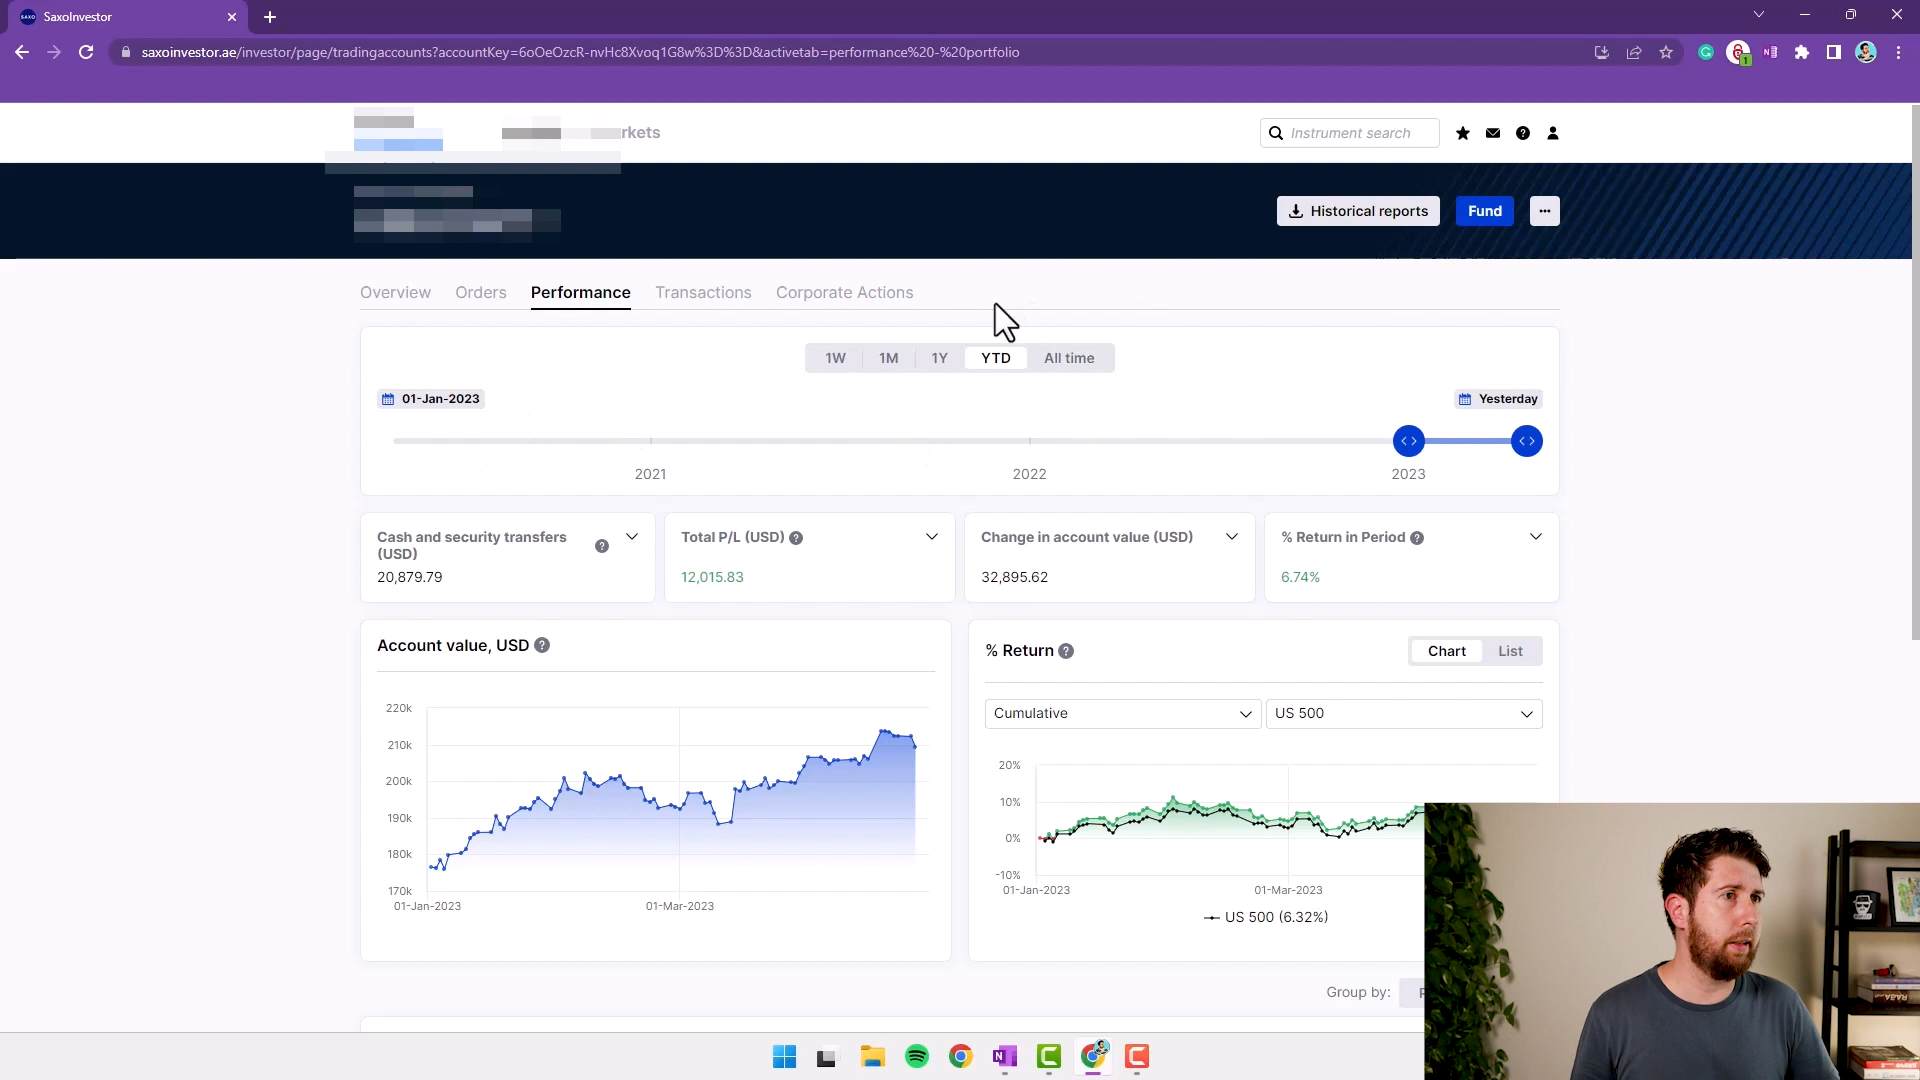 SaxoInvestor
saxoinvestor.ae/investor/page/tradingaccounts?accountKey=6oOeOzcR-nvHc8Xvoq1G8w%3D%3D&activetab=performance%20-%20portfolio
rkets
Instrument search
Historical reports
Fund
Overview
Orders
Performance
Transactions
Corporate Actions
1W
1M
1Y
YTD
All time
01-Jan-2023
Yesterday
2021
2022
2023
Cash and security transfers
(USD)
20,879.79
Total P/L (USD)
12,015.83
Change in account value (USD)
32,895.62
% Return in Period
6.74%
Account value, USD
220k
210k
200k
190k
180k
170k
01-Jan-2023
01-Mar-2023
% Return
Chart
List
Cumulative
US 500
20%
10%
0%
-10%
01-Jan-2023
01-Mar-2023
US 500 (6.32%)
Group by: